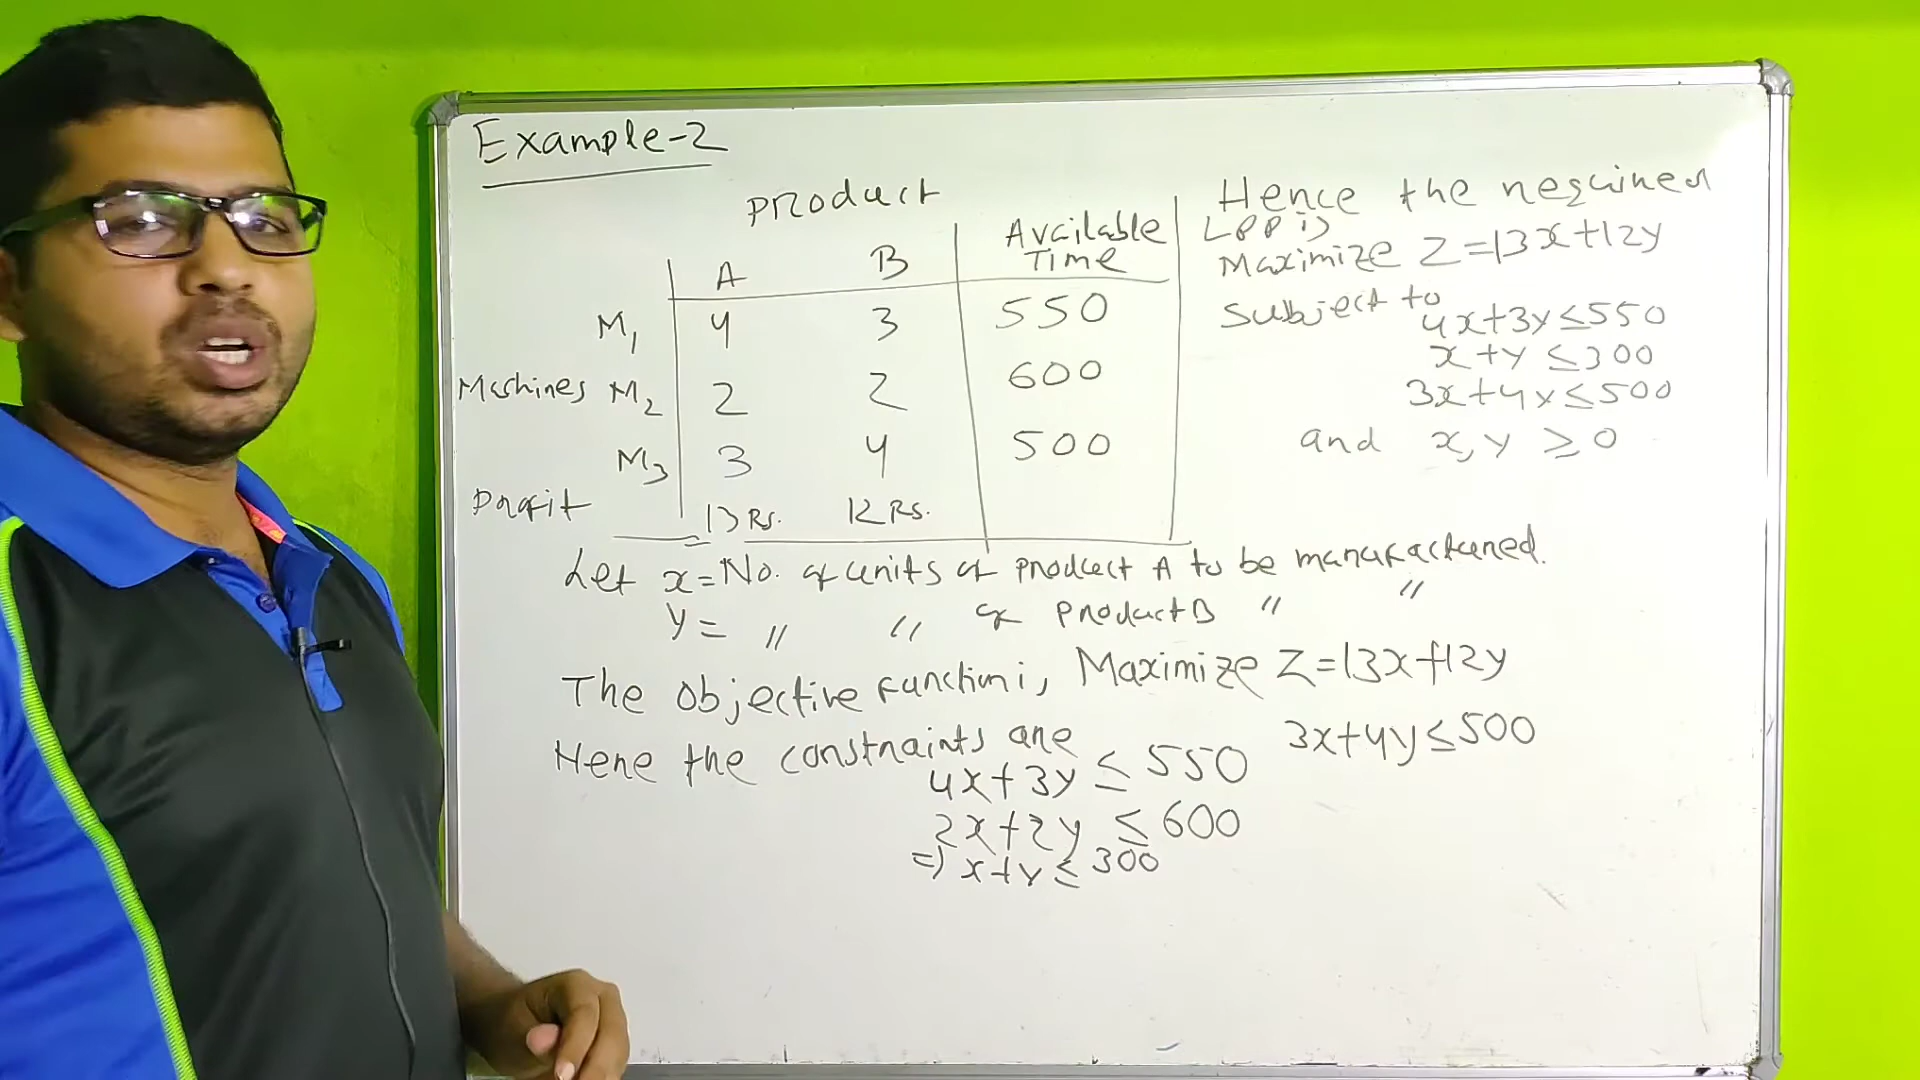 Example-2
Product
A B Available Time
M1 4 3 550
Machines M2 2 2 600
M3 3 4 500
Profit 13 Rs. 12 Rs.
Let x = No. of units of product A to be manufactured.
y = " " of Product B " "
The objective function is, Maximize Z=13x+12y
Here the constraints are
4x+3y ≤ 550
2x+2y ≤ 600
=> x+y ≤ 300
3x+4y ≤ 500
Hence the required
LPP is
Maximize Z=13x+12y
Subject to
4x+3y ≤ 550
x+y ≤ 300
3x+4y ≤ 500
and x, y ≥ 0